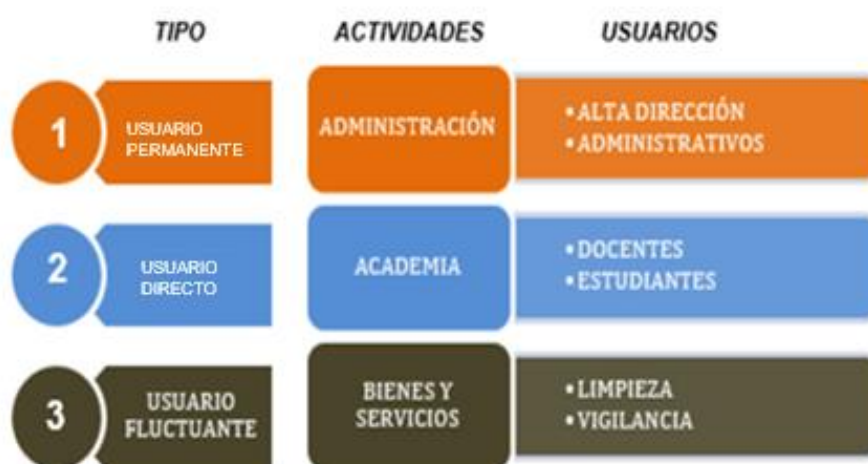 TIPO ACTIVIDADES USUARIOS
1
USUARIO
PERMANENTE
ADMINISTRACIÓN
• ALTA DIRECCIÓN
• ADMINISTRATIVOS
2
USUARIO
DIRECTO
ACADEMIA
• DOCENTES
• ESTUDIANTES
3
USUARIO
FLUCTUANTE
BIENES Y
SERVICIOS
• LIMPIEZA
• VIGILANCIA